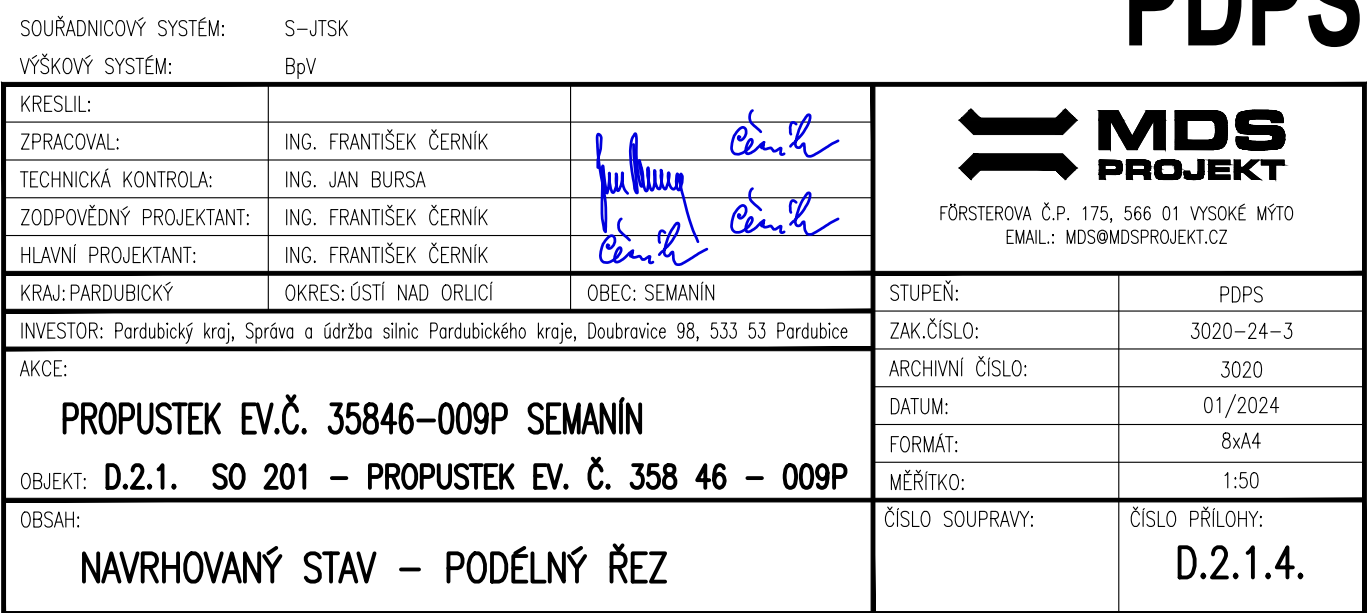 PDPS
SOUŘADNICOVÝ SYSTÉM: S-JTSK
VÝŠKOVÝ SYSTÉM: BpV
KRESLIL:
ZPRACOVAL: ING. FRANTIŠEK ČERNÍK Černík
TECHNICKÁ KONTROLA: ING. JAN BURSA
ZODPOVĚDNÝ PROJEKTANT: ING. FRANTIŠEK ČERNÍK Černík
HLAVNÍ PROJEKTANT: ING. FRANTIŠEK ČERNÍK Černík
MDS
PROJEKT
FÖRSTEROVA Č.P. 175, 566 01 VYSOKÉ MÝTO
EMAIL.: MDS@MDSPROJEKT.CZ
KRAJ: PARDUBICKÝ OKRES: ÚSTÍ NAD ORLICÍ OBEC: SEMANÍN
INVESTOR: Pardubický kraj, Správa a údržba silnic Pardubického kraje, Doubravice 98, 533 53 Pardubice
AKCE:
PROPUSTEK EV.Č. 35846-009P SEMANÍN
OBJEKT: D.2.1. SO 201 – PROPUSTEK EV. Č. 358 46 – 009P
OBSAH:
NAVRHOVANÝ STAV – PODÉLNÝ ŘEZ
STUPEŇ: PDPS
ZAK.ČÍSLO: 3020-24-3
ARCHIVNÍ ČÍSLO: 3020
DATUM: 01/2024
FORMÁT: 8xA4
MĚŘÍTKO: 1:50
ČÍSLO SOUPRAVY:
ČÍSLO PŘÍLOHY:
D.2.1.4.